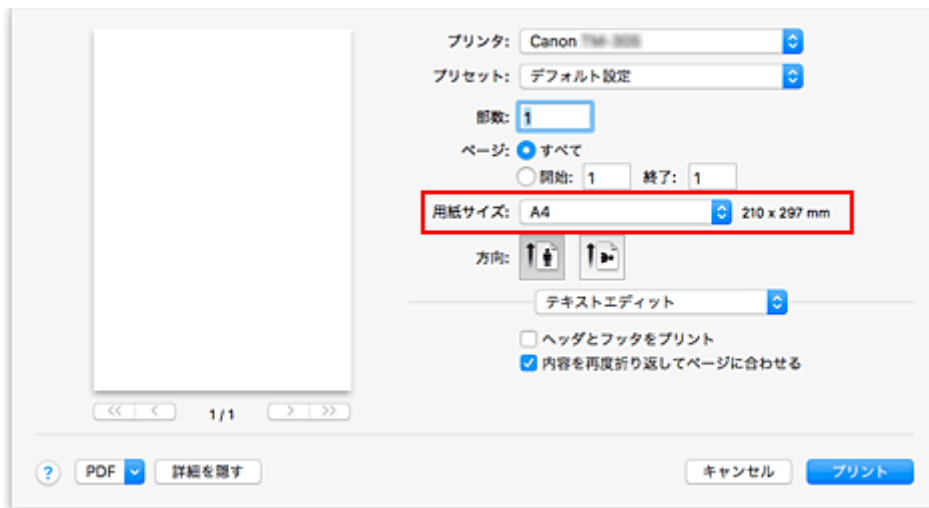 プリンタ: Canon
プリセット: デフォルト設定
部数: 1
ページ: すべて
開始: 1 終了: 1
用紙サイズ: A4 210 x 297 mm
方向:
テキストエディット
ヘッダとフッタをプリント
内容を再度折り返してページに合わせる
<< < 1/1 > >>
? PDF 詳細を隠す キャンセル プリント